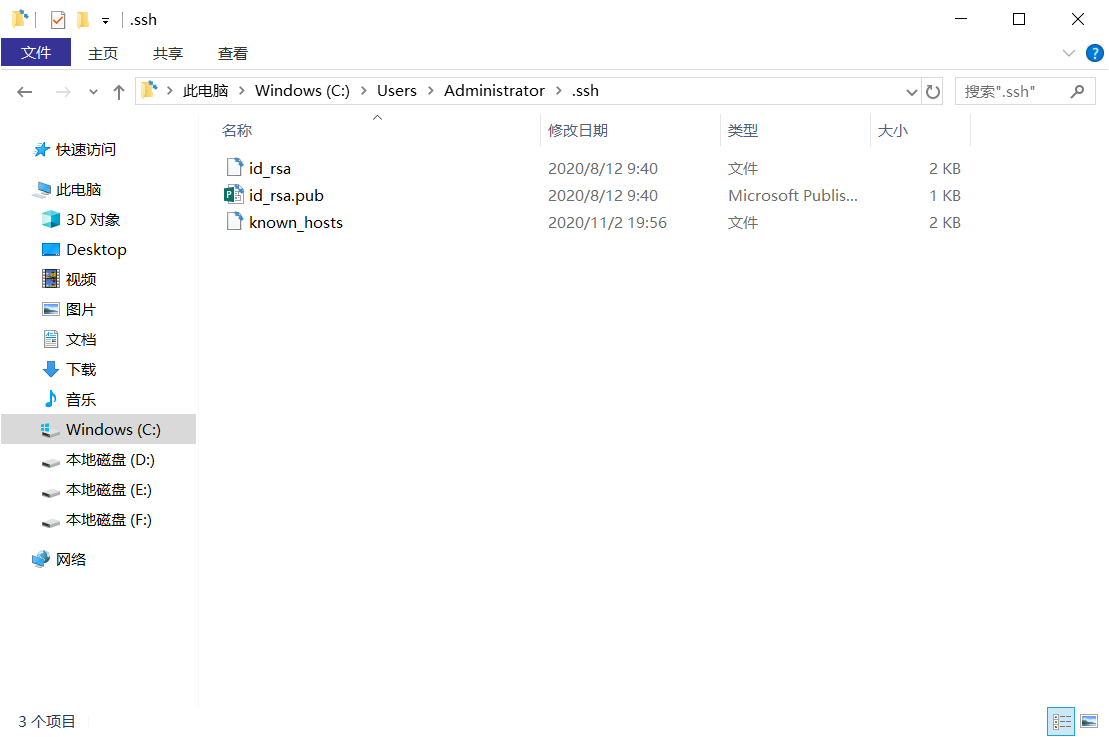 .ssh
文件 主页 共享 查看
此电脑 Windows (C:) Users Administrator .ssh 搜索".ssh"
名称 修改日期 类型 大小
快速访问
id_rsa 2020/8/12 9:40 文件 2 KB
此电脑
id_rsa.pub 2020/8/12 9:40 Microsoft Publis... 1 KB
3D 对象
known_hosts 2020/11/2 19:56 文件 2 KB
Desktop
视频
图片
文档
下载
音乐
Windows (C:)
本地磁盘 (D:)
本地磁盘 (E:)
本地磁盘 (F:)
网络
3 个项目